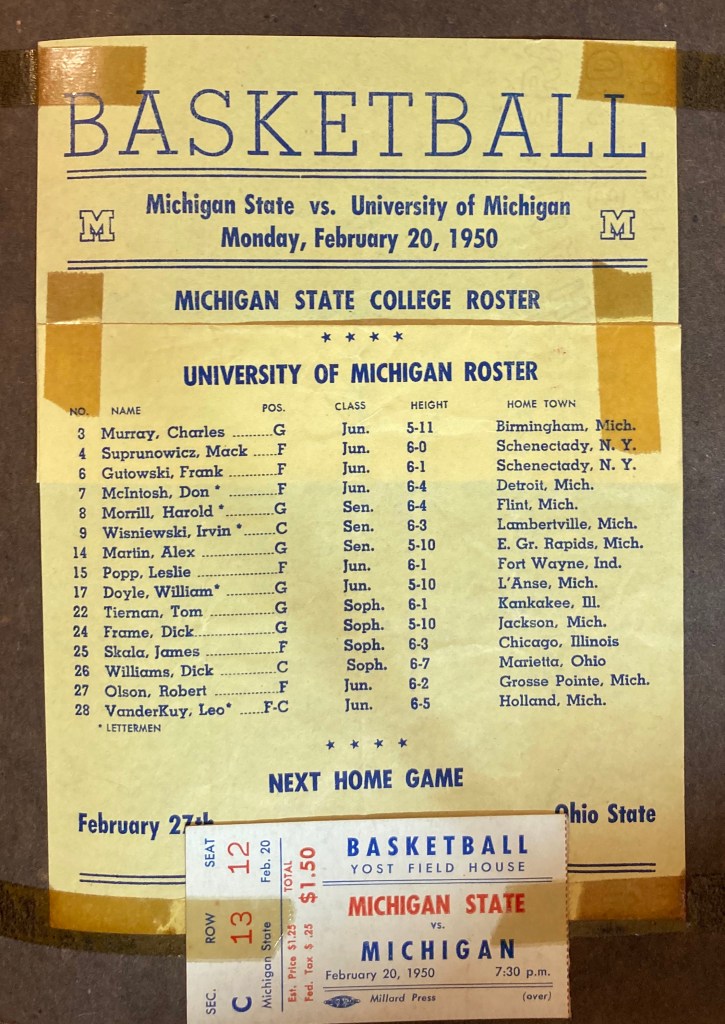 BASKETBALL
M Michigan State vs. University of Michigan M
Monday, February 20, 1950
MICHIGAN STATE COLLEGE ROSTER
★ ★ ★ ★
UNIVERSITY OF MICHIGAN ROSTER
NO. NAME POS. CLASS HEIGHT HOME TOWN
3 Murray, Charles ..........G Jun. 5-11 Birmingham, Mich.
4 Suprunowicz, Mack .....F Jun. 6-0 Schenectady, N. Y.
6 Gutowski, Frank ..........F Jun. 6-1 Schenectady, N. Y.
7 McIntosh, Don * ............F Jun. 6-4 Detroit, Mich.
8 Morrill, Harold * ............G Sen. 6-4 Flint, Mich.
9 Wisniewski, Irvin * ........C Sen. 6-3 Lambertville, Mich.
14 Martin, Alex .................G Sen. 5-10 E. Gr. Rapids, Mich.
15 Popp, Leslie .................F Jun. 6-1 Fort Wayne, Ind.
17 Doyle, William* ............G Jun. 5-10 L'Anse, Mich.
22 Tiernan, Tom ...............G Soph. 6-1 Kankakee, Ill.
24 Frame, Dick..................G Soph. 5-10 Jackson, Mich.
25 Skala, James ...............F Soph. 6-3 Chicago, Illinois
26 Williams, Dick .............C Soph. 6-7 Marietta, Ohio
27 Olson, Robert ..............F Jun. 6-2 Grosse Pointe, Mich.
28 VanderKuy, Leo* ......F-C Jun. 6-5 Holland, Mich.
* LETTERMEN
★ ★ ★ ★
NEXT HOME GAME
February 27th Ohio State
SEC. ROW SEAT
C 13 12
Michigan State Feb. 20
Est. Price $1.25 TOTAL
Fed. Tax $ .25 $1.50
BASKETBALL
YOST FIELD HOUSE
MICHIGAN STATE
vs.
MICHIGAN
February 20, 1950 7:30 p.m.
Millard Press (over)